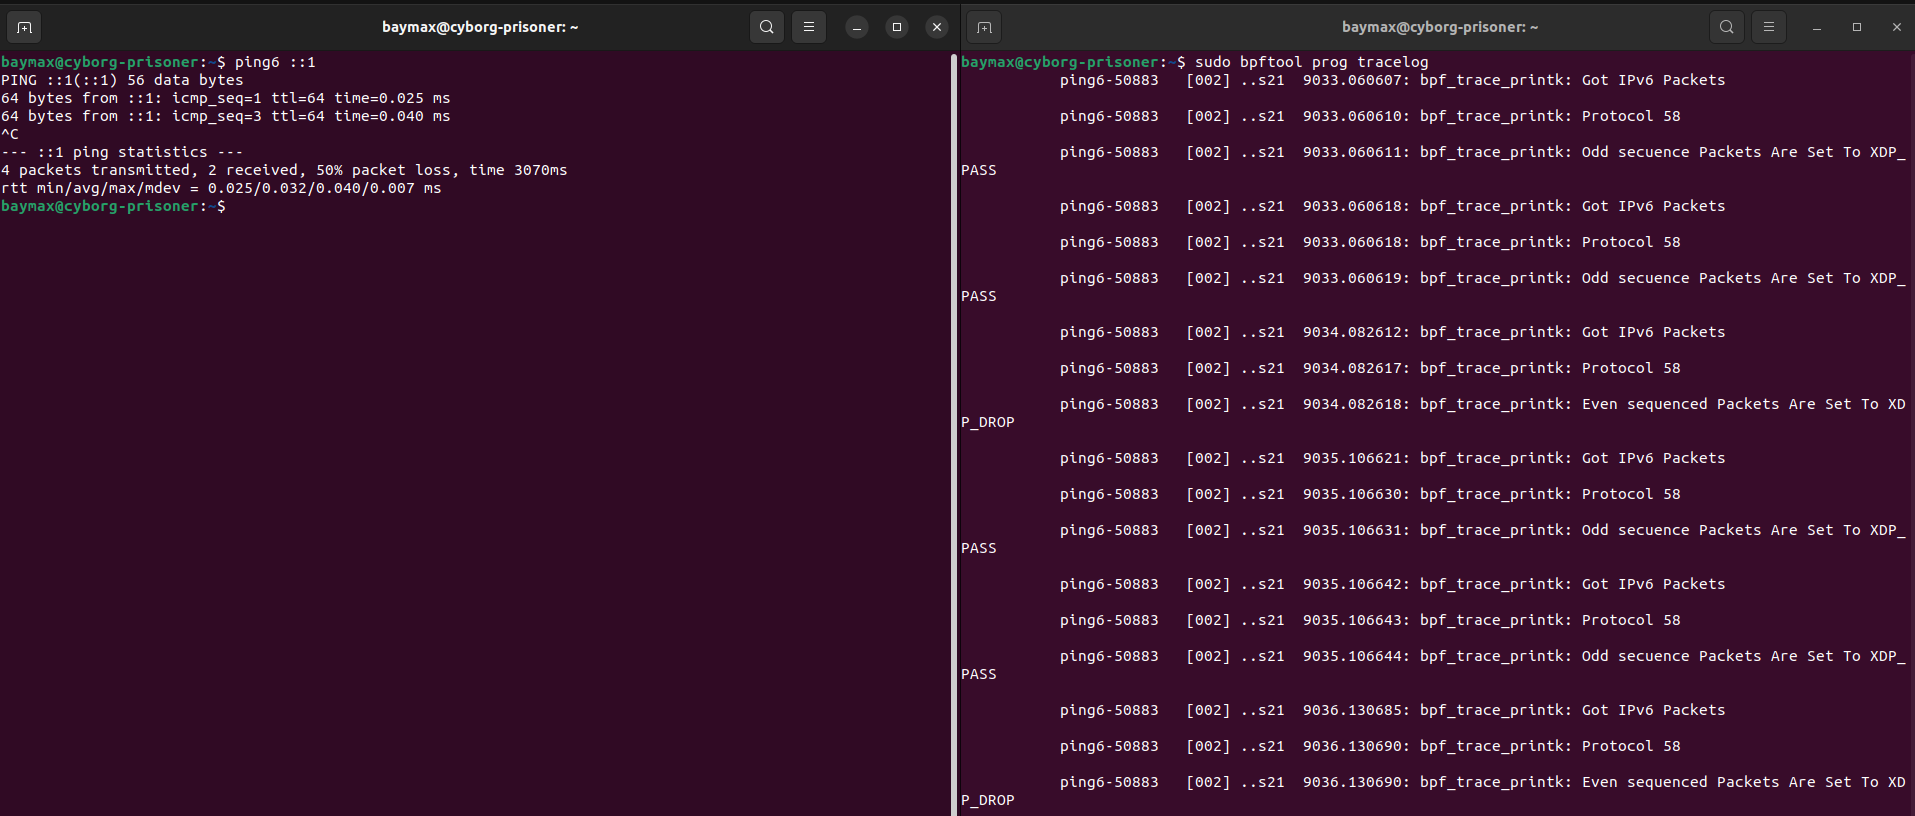 baymax@cyborg-prisoner: ~
baymax@cyborg-prisoner:~$ ping6 ::1
PING ::1(::1) 56 data bytes
64 bytes from ::1: icmp_seq=1 ttl=64 time=0.025 ms
64 bytes from ::1: icmp_seq=3 ttl=64 time=0.040 ms
^C
--- ::1 ping statistics ---
4 packets transmitted, 2 received, 50% packet loss, time 3070ms
rtt min/avg/max/mdev = 0.025/0.032/0.040/0.007 ms
baymax@cyborg-prisoner:~$
baymax@cyborg-prisoner: ~
baymax@cyborg-prisoner:~$ sudo bpftool prog tracelog
ping6-50883   [002] ..s21  9033.060607: bpf_trace_printk: Got IPv6 Packets
ping6-50883   [002] ..s21  9033.060610: bpf_trace_printk: Protocol 58
ping6-50883   [002] ..s21  9033.060611: bpf_trace_printk: Odd secuence Packets Are Set To XDP_
PASS
ping6-50883   [002] ..s21  9033.060618: bpf_trace_printk: Got IPv6 Packets
ping6-50883   [002] ..s21  9033.060618: bpf_trace_printk: Protocol 58
ping6-50883   [002] ..s21  9033.060619: bpf_trace_printk: Odd secuence Packets Are Set To XDP_
PASS
ping6-50883   [002] ..s21  9034.082612: bpf_trace_printk: Got IPv6 Packets
ping6-50883   [002] ..s21  9034.082617: bpf_trace_printk: Protocol 58
ping6-50883   [002] ..s21  9034.082618: bpf_trace_printk: Even sequenced Packets Are Set To XD
P_DROP
ping6-50883   [002] ..s21  9035.106621: bpf_trace_printk: Got IPv6 Packets
ping6-50883   [002] ..s21  9035.106630: bpf_trace_printk: Protocol 58
ping6-50883   [002] ..s21  9035.106631: bpf_trace_printk: Odd secuence Packets Are Set To XDP_
PASS
ping6-50883   [002] ..s21  9035.106642: bpf_trace_printk: Got IPv6 Packets
ping6-50883   [002] ..s21  9035.106643: bpf_trace_printk: Protocol 58
ping6-50883   [002] ..s21  9035.106644: bpf_trace_printk: Odd secuence Packets Are Set To XDP_
PASS
ping6-50883   [002] ..s21  9036.130685: bpf_trace_printk: Got IPv6 Packets
ping6-50883   [002] ..s21  9036.130690: bpf_trace_printk: Protocol 58
ping6-50883   [002] ..s21  9036.130690: bpf_trace_printk: Even sequenced Packets Are Set To XD
P_DROP